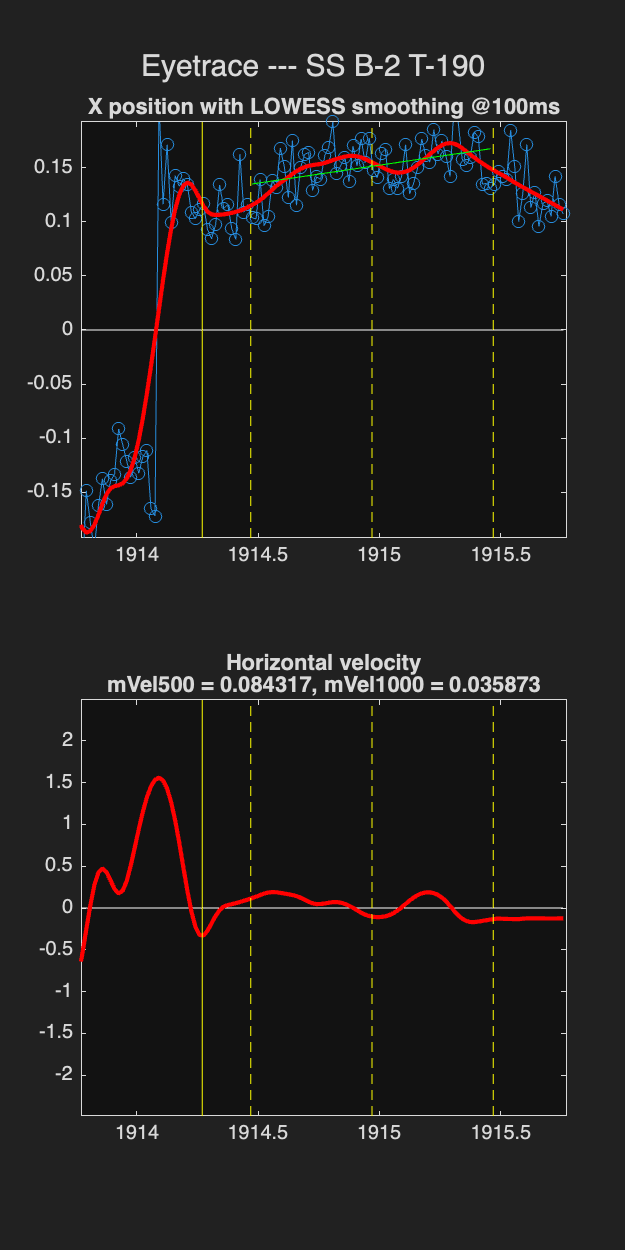 Eyetrace --- SS B-2 T-190
X position with LOWESS smoothing @100ms
0.15
0.1
0.05
0
-0.05
-0.1
-0.15
1914 1914.5 1915 1915.5
Horizontal velocity
mVel500 = 0.084317, mVel1000 = 0.035873
2
1.5
1
0.5
0
-0.5
-1
-1.5
-2
1914 1914.5 1915 1915.5